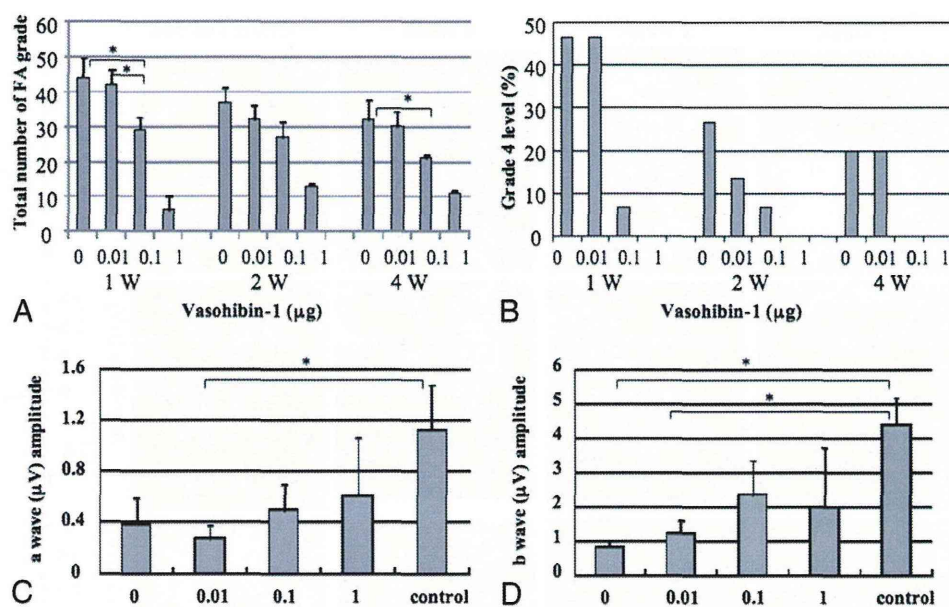 60
50
40
30
20
10
0
Total number of FA grade
*
*
*
0 0.01 0.1 1 0 0.01 0.1 1 0 0.01 0.1 1
1 W 2 W 4 W
A Vasohibin-1 (µg)
50
40
30
20
10
0
Grade 4 level (%)
0 0.01 0.1 1 0 0.01 0.1 1 0 0.01 0.1 1
1 W 2 W 4 W
B Vasohibin-1 (µg)
1.6
1.2
0.8
0.4
0
a wave (µV) amplitude
*
C 0 0.01 0.1 1 control
6
5
4
3
2
1
0
b wave (µV) amplitude
*
*
D 0 0.01 0.1 1 control